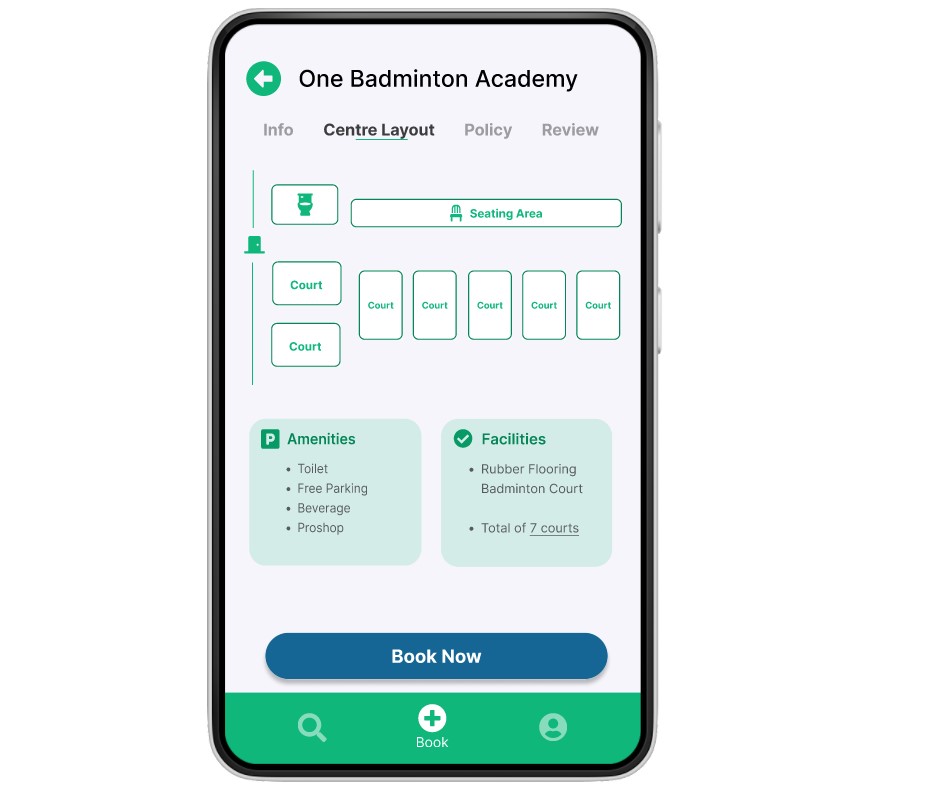 One Badminton Academy
Info Centre Layout Policy Review
Seating Area
Court
Court Court Court Court Court
Court
P Amenities
• Toilet
• Free Parking
• Beverage
• Proshop
Facilities
• Rubber Flooring
Badminton Court
• Total of 7 courts
Book Now
Book